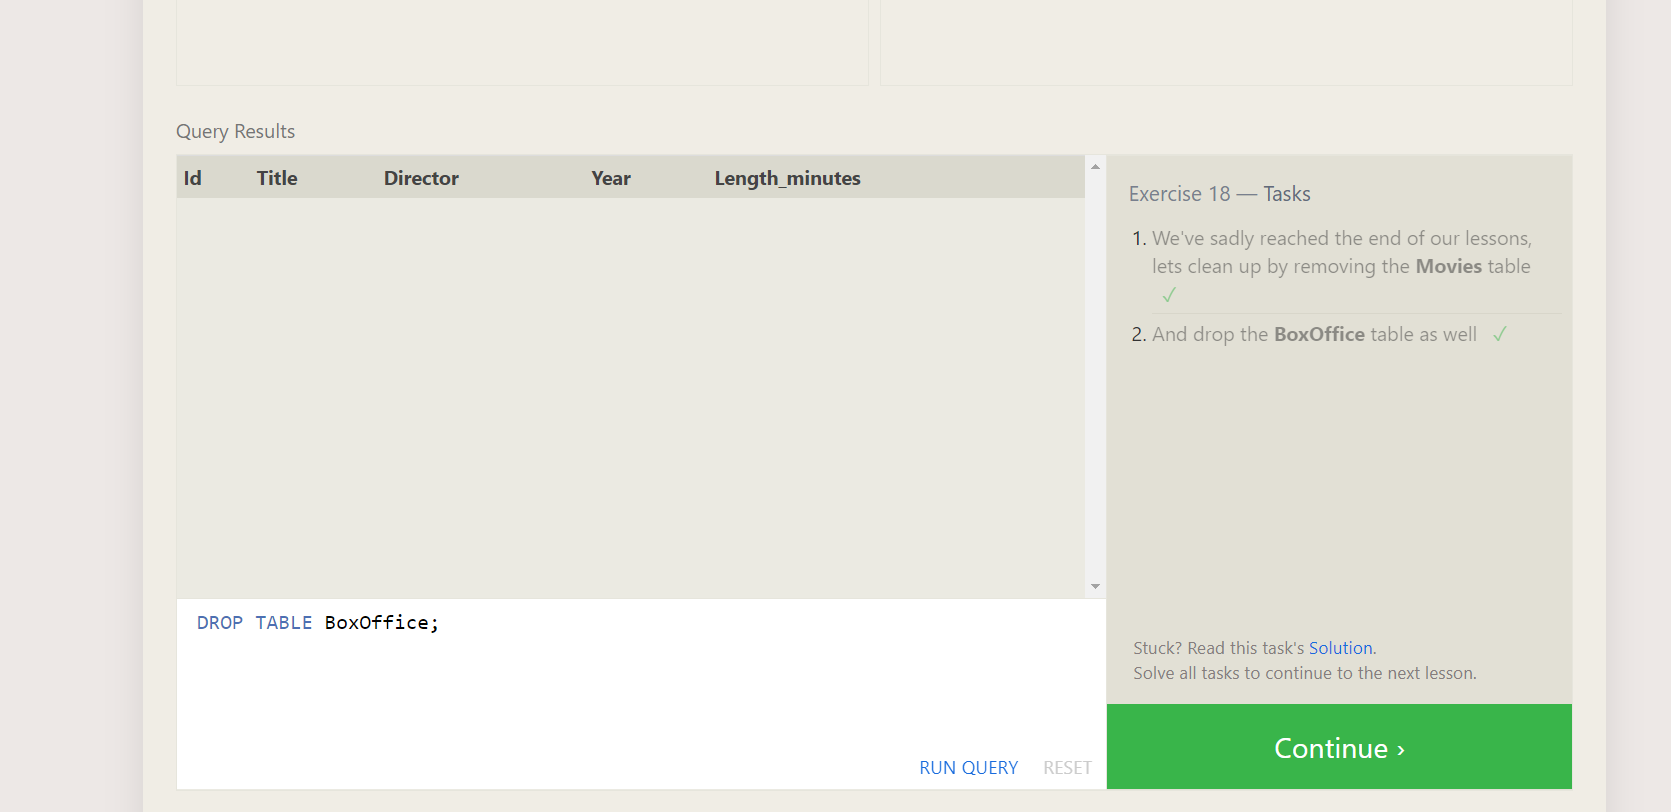 Query Results
Id Title Director Year Length_minutes
Exercise 18 — Tasks
1. We've sadly reached the end of our lessons,
lets clean up by removing the Movies table
✓
2. And drop the BoxOffice table as well ✓
DROP TABLE BoxOffice;
Stuck? Read this task's Solution.
Solve all tasks to continue to the next lesson.
RUN QUERY RESET
Continue ›